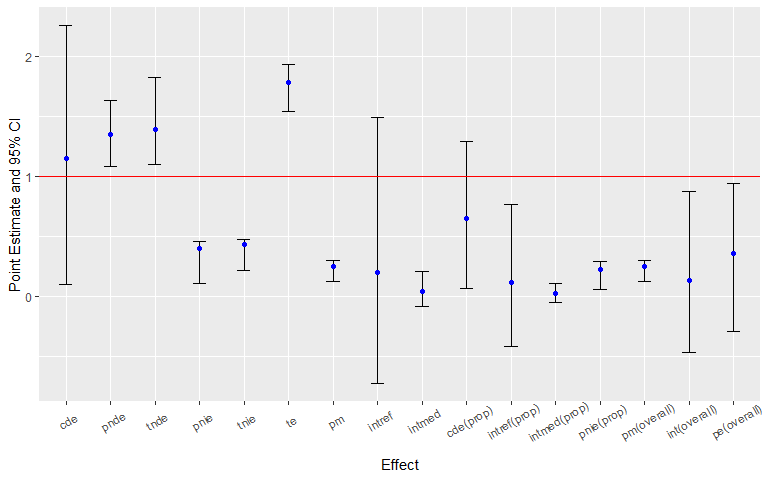 Point Estimate and 95% CI
2
1
0
cde
pnde
tnde
pnie
tnie
te
pm
intref
intmed
cde(prop)
intref(prop)
intmed(prop)
pnie(prop)
pm(overall)
int(overall)
pe(overall)
Effect